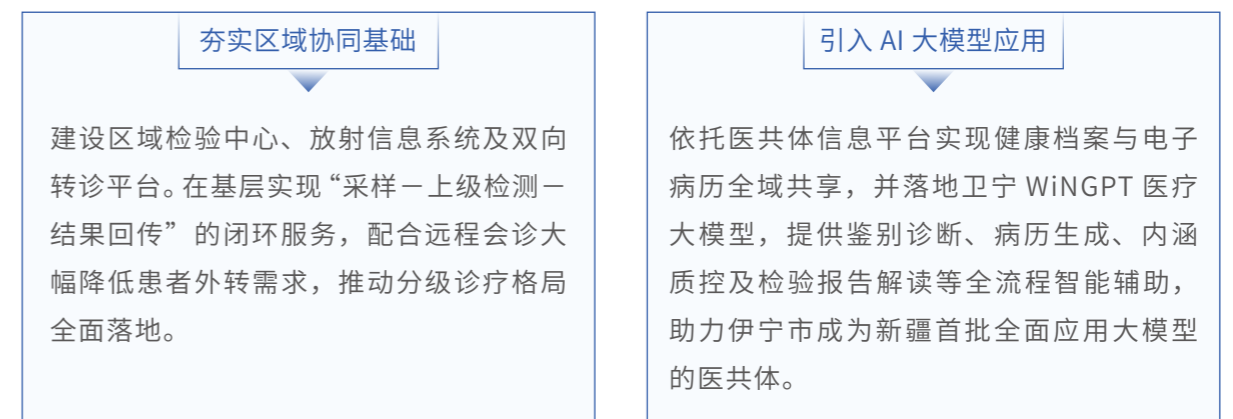 夯实区域协同基础
建设区域检验中心、放射信息系统及双向
转诊平台。在基层实现“采样－上级检测－
结果回传”的闭环服务，配合远程会诊大
幅降低患者外转需求，推动分级诊疗格局
全面落地。
引入 AI 大模型应用
依托医共体信息平台实现健康档案与电子
病历全域共享，并落地卫宁 WiNGPT 医疗
大模型，提供鉴别诊断、病历生成、内涵
质控及检验报告解读等全流程智能辅助，
助力伊宁市成为新疆首批全面应用大模型
的医共体。